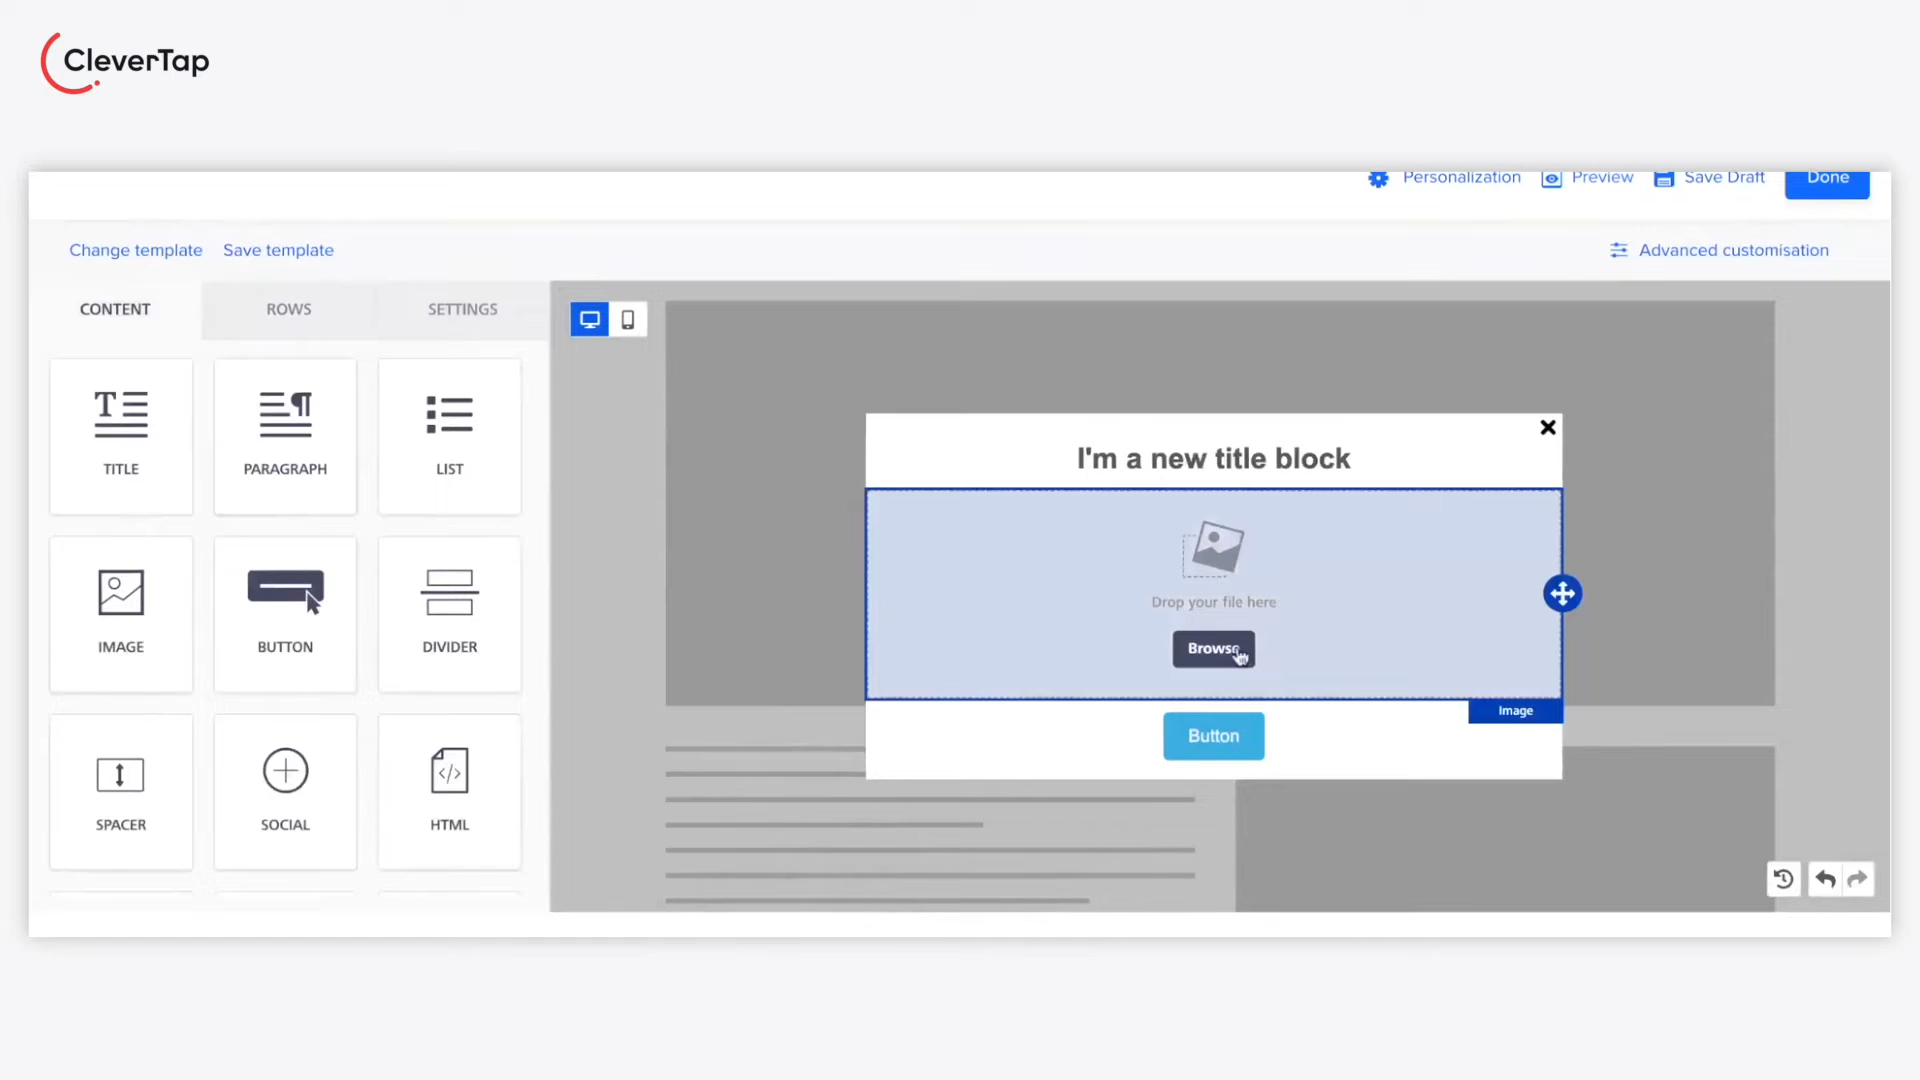 CleverTap
Personalization
Preview
Save Draft
Done
Change template
Save template
Advanced customisation
CONTENT
ROWS
SETTINGS
TITLE
PARAGRAPH
LIST
IMAGE
BUTTON
DIVIDER
SPACER
SOCIAL
HTML
I'm a new title block
Drop your file here
Browse
Image
Button